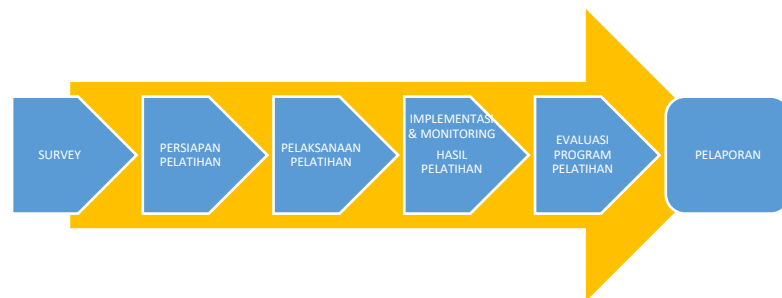 SURVEY
PERSIAPAN
PELATIHAN
PELAKSANAAN
PELATIHAN
IMPLEMENTASI
& MONITORING
HASIL
PELATIHAN
EVALUASI
PROGRAM
PELATIHAN
PELAPORAN